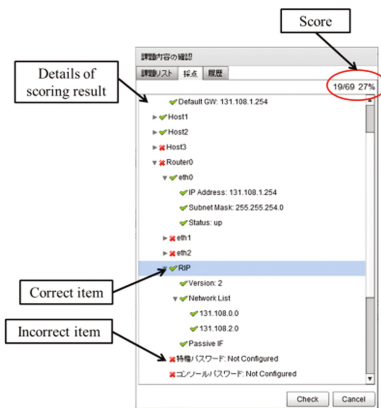 Score
課題内容の確認
課題リスト 採点 履歴
Details of
scoring result
19/69 27%
Default GW: 131.108.1.254
Host1
Host2
Host3
Router0
eth0
IP Address: 131.108.1.254
Subnet Mask: 255.255.254.0
Status: up
eth1
eth2
RIP
Version: 2
Correct item
Network List
131.108.0.0
131.108.2.0
Incorrect item
Passive IF
特権パスワード: Not Configured
コンソールパスワード: Not Configured
Check Cancel